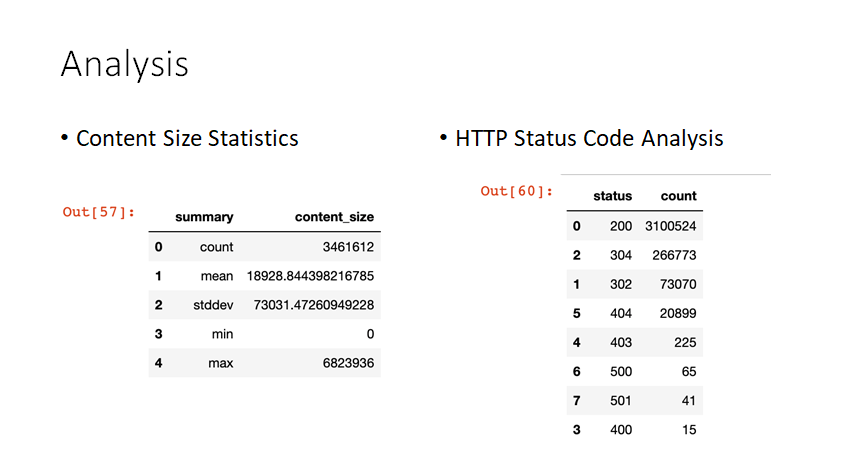 Analysis
• Content Size Statistics
Out[57]:
summary content_size
0 count 3461612
1 mean 18928.844398216785
2 stddev 73031.47260949228
3 min 0
4 max 6823936
• HTTP Status Code Analysis
Out[60]:
status count
0 200 3100524
2 304 266773
1 302 73070
5 404 20899
4 403 225
6 500 65
7 501 41
3 400 15